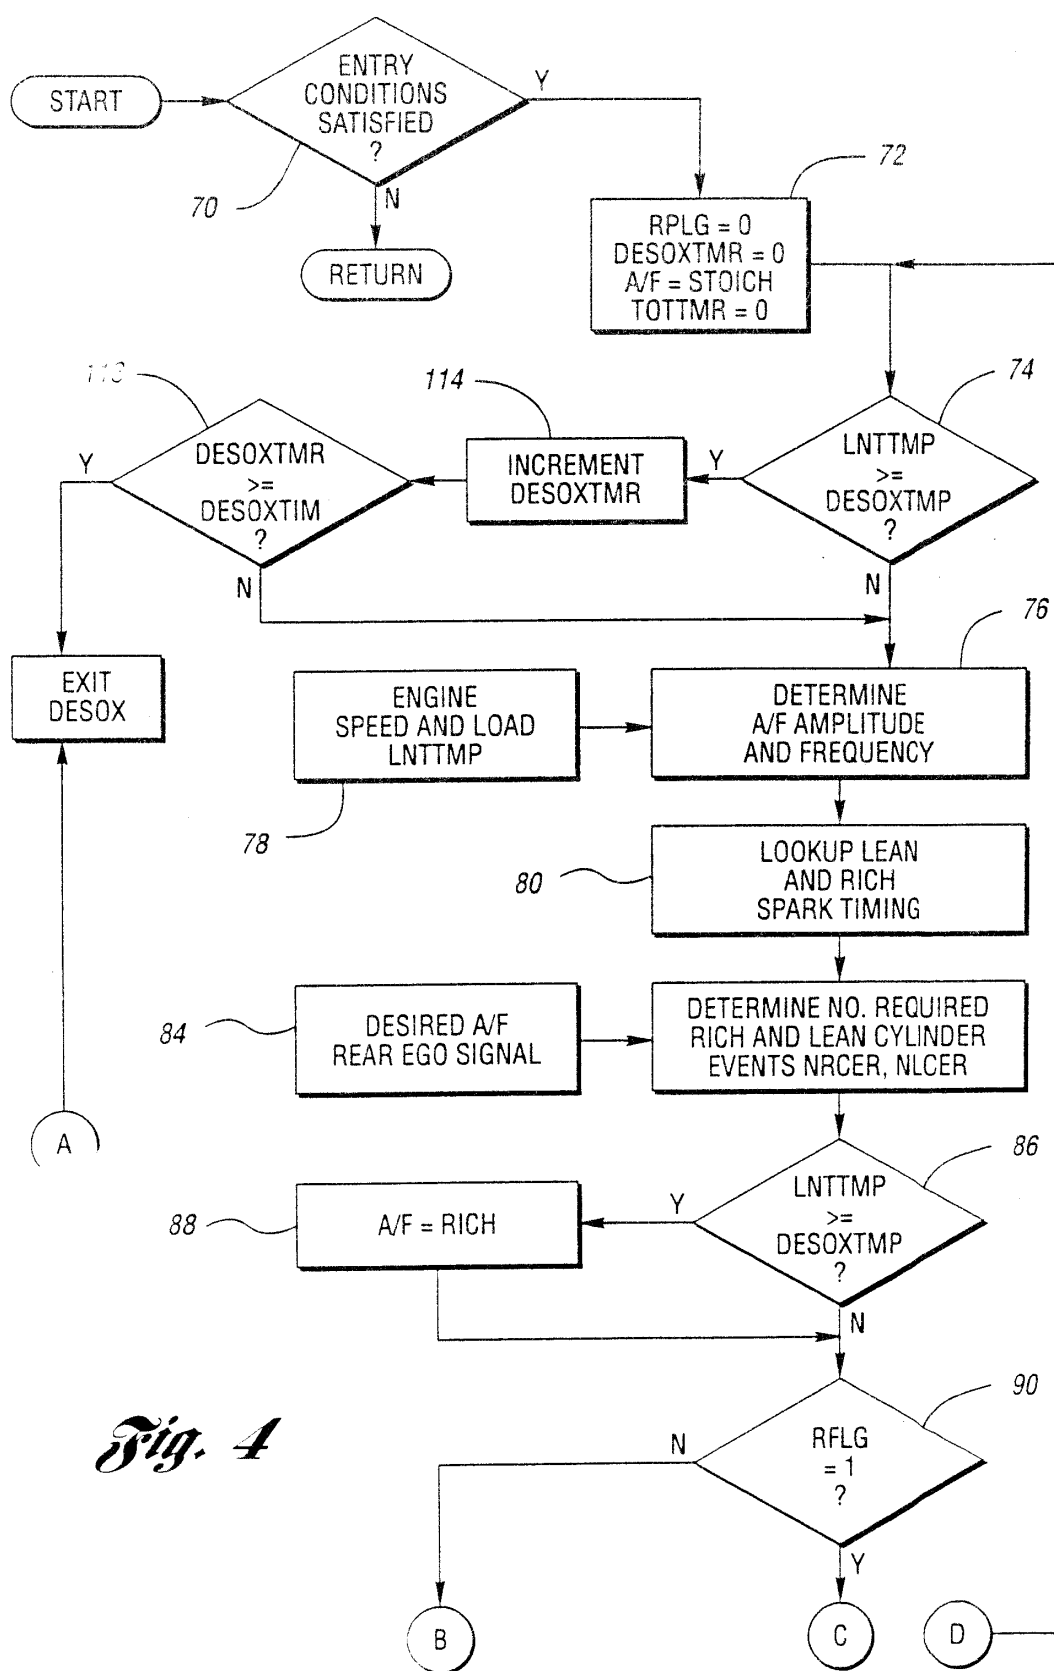 START
ENTRY
CONDITIONS
SATISFIED
?
Y
N
70
RETURN
72
RPLG = 0
DESOXTMR = 0
A/F = STOICH
TOTTMR = 0
74
LNTTMP
>=
DESOXTMP
?
Y
N
114
INCREMENT
DESOXTMR
DESOXTMR
>=
DESOXTIM
?
Y
N
EXIT
DESOX
76
DETERMINE
A/F AMPLITUDE
AND FREQUENCY
ENGINE
SPEED AND LOAD
LNTTMP
78
80
LOOKUP LEAN
AND RICH
SPARK TIMING
84
DESIRED A/F
REAR EGO SIGNAL
DETERMINE NO. REQUIRED
RICH AND LEAN CYLINDER
EVENTS NRCER, NLCER
A
86
LNTTMP
>=
DESOXTMP
?
Y
N
88
A/F = RICH
90
RFLG
= 1
?
N
Y
Fig. 4
B
C
D